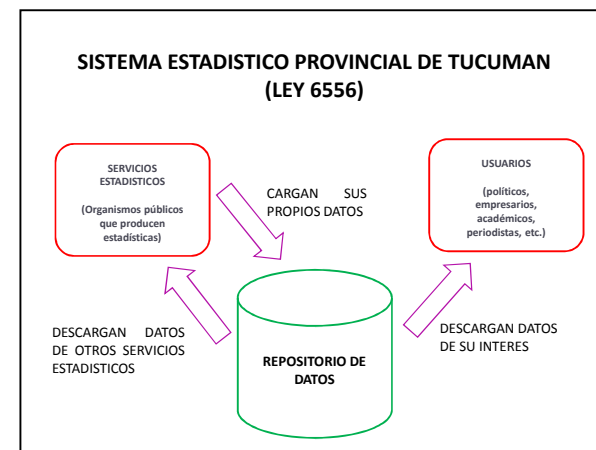 SISTEMA ESTADISTICO PROVINCIAL DE TUCUMAN
(LEY 6556)
SERVICIOS
ESTADISTICOS
(Organismos públicos
que producen
estadísticas)
CARGAN SUS
PROPIOS DATOS
USUARIOS
(políticos,
empresarios,
académicos,
periodistas, etc.)
DESCARGAN DATOS
DE OTROS SERVICIOS
ESTADISTICOS
REPOSITORIO DE
DATOS
DESCARGAN DATOS
DE SU INTERES